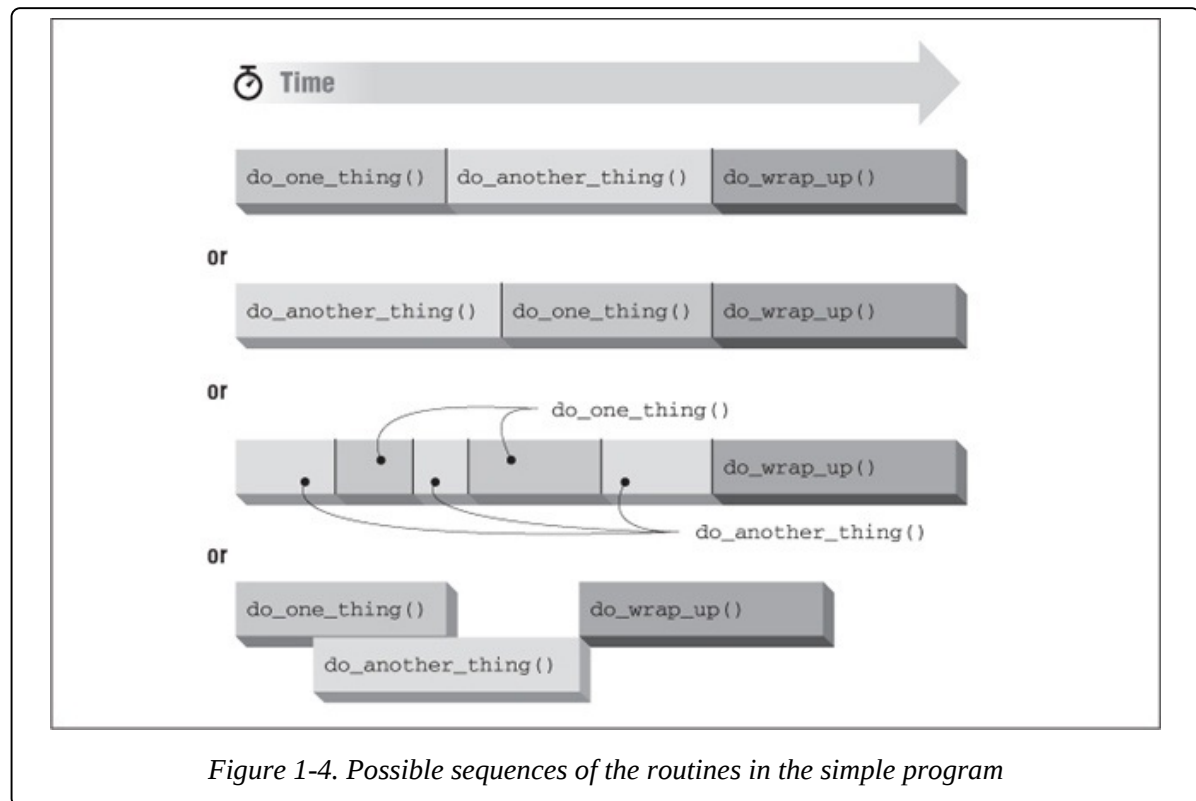 Time
do_one_thing() do_another_thing() do_wrap_up()
or
do_another_thing() do_one_thing() do_wrap_up()
or
do_one_thing()
do_wrap_up()
do_another_thing()
or
do_one_thing() do_wrap_up()
do_another_thing()
Figure 1-4. Possible sequences of the routines in the simple program